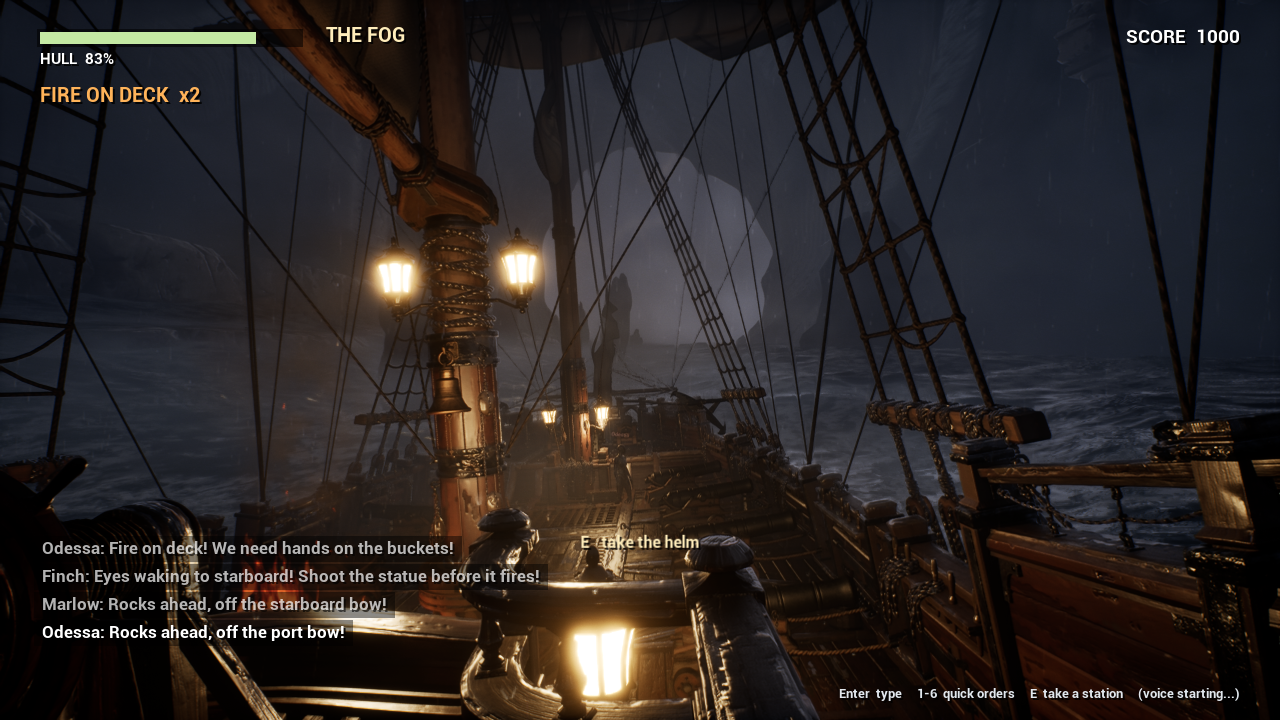 THE FOG
SCORE 1000
HULL 83%
FIRE ON DECK x2
E take the helm
Odessa: Fire on deck! We need hands on the buckets!
Finch: Eyes waking to starboard! Shoot the statue before it fires!
Marlow: Rocks ahead, off the starboard bow!
Odessa: Rocks ahead, off the port bow!
Enter type 1-6 quick orders E take a station (voice starting...)